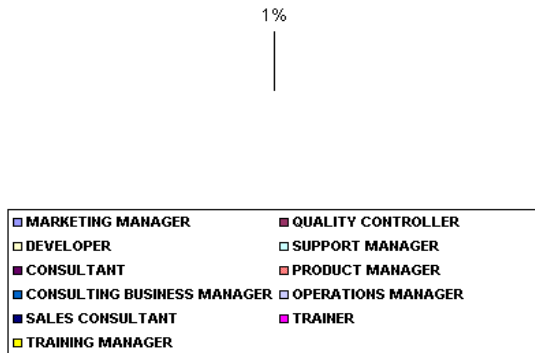 1%
MARKETING MANAGER QUALITY CONTROLLER
DEVELOPER SUPPORT MANAGER
CONSULTANT PRODUCT MANAGER
CONSULTING BUSINESS MANAGER OPERATIONS MANAGER
SALES CONSULTANT TRAINER
TRAINING MANAGER